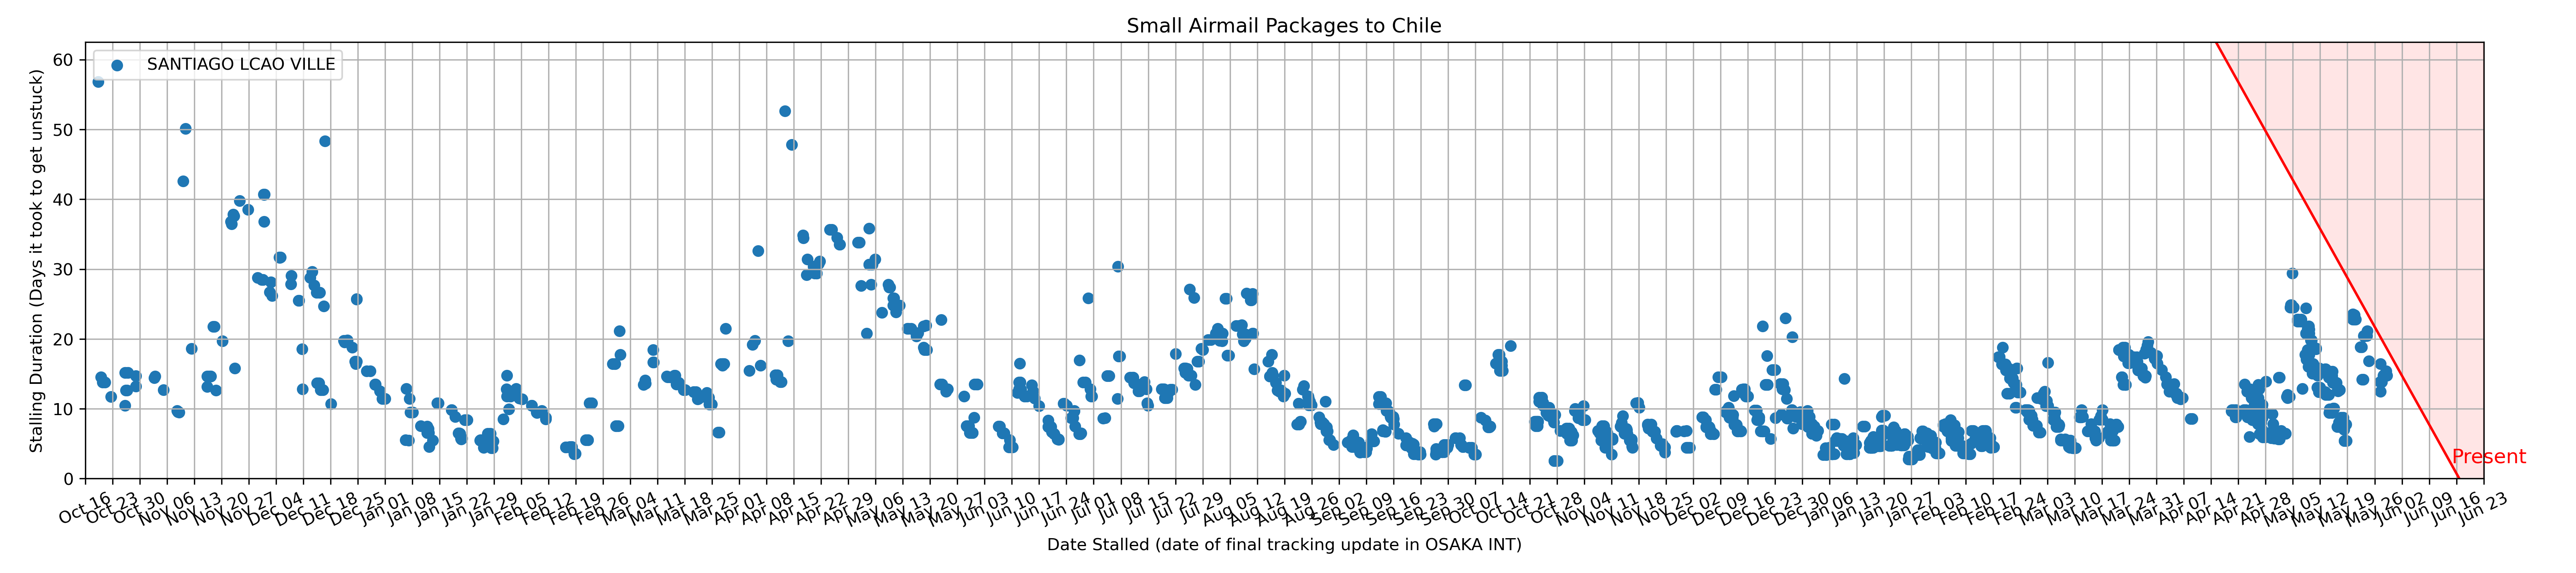 Small Airmail Packages to Chile
SANTIAGO LCAO VILLE
Stalling Duration (Days it took to get unstuck)
60
50
40
30
20
10
0
Present
Oct 16
Oct 23
Oct 30
Nov 06
Nov 13
Nov 20
Nov 27
Dec 04
Dec 11
Dec 18
Dec 25
Jan 01
Jan 08
Jan 15
Jan 22
Jan 29
Feb 05
Feb 12
Feb 19
Feb 26
Mar 04
Mar 11
Mar 18
Mar 25
Apr 01
Apr 08
Apr 15
Apr 22
Apr 29
May 06
May 13
May 20
May 27
Jun 03
Jun 10
Jun 17
Jun 24
Jul 01
Jul 08
Jul 15
Jul 22
Jul 29
Aug 05
Aug 12
Aug 19
Aug 26
Sep 02
Sep 09
Sep 16
Sep 23
Sep 30
Oct 07
Oct 14
Oct 21
Oct 28
Nov 04
Nov 11
Nov 18
Nov 25
Dec 02
Dec 09
Dec 16
Dec 23
Dec 30
Jan 06
Jan 13
Jan 20
Jan 27
Feb 03
Feb 10
Feb 17
Feb 24
Mar 03
Mar 10
Mar 17
Mar 24
Mar 31
Apr 07
Apr 14
Apr 21
Apr 28
May 05
May 12
May 19
May 26
Jun 02
Jun 09
Jun 16
Jun 23
Date Stalled (date of final tracking update in OSAKA INT)